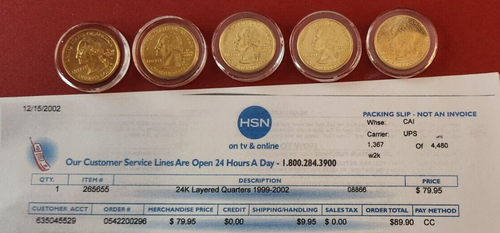 12/15/2002
HSN
on tv & online
PACKING SLIP - NOT AN INVOICE
Whse: CAI
Carrier: UPS
1,367 Of 4,460
w2k
Our Customer Service Lines Are Open 24 Hours A Day - 1.800.284.3900
QTY. ITEM # DESCRIPTION PRICE
1 265655 24K Layered Quarters 1999-2002 08866 $ 79.95
CUSTOMER ACCT ORDER # MERCHANDISE PRICE CREDIT SHIPPING/HANDLING SALES TAX ORDER TOTAL PAY METHOD
635045529 0542200296 $ 79.95 $0.00 $9.95 $ 0.00 $89.90 CC